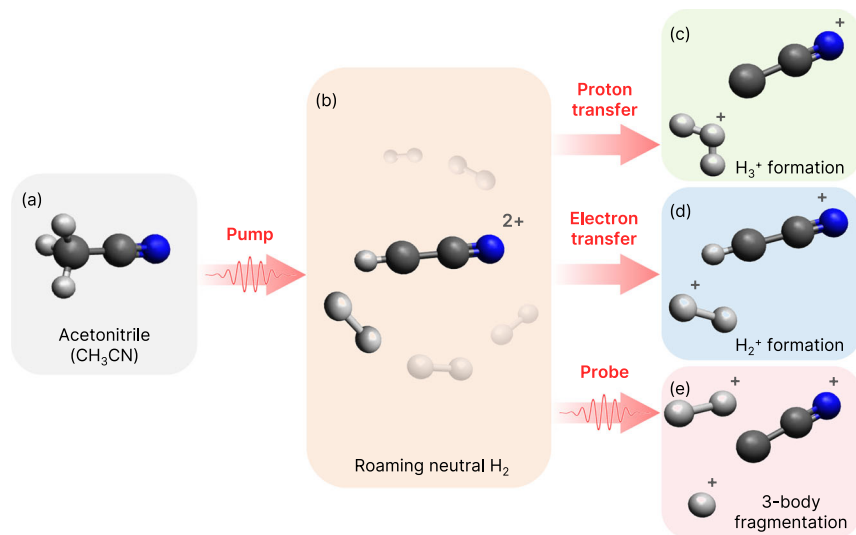 (a)
Acetonitrile
(CH₃CN)
Pump
(b)
2+
Roaming neutral H₂
Proton
transfer
Electron
transfer
Probe
(c)
+
+
H₃⁺ formation
(d)
+
+
H₂⁺ formation
(e)
+
+
+
3-body
fragmentation